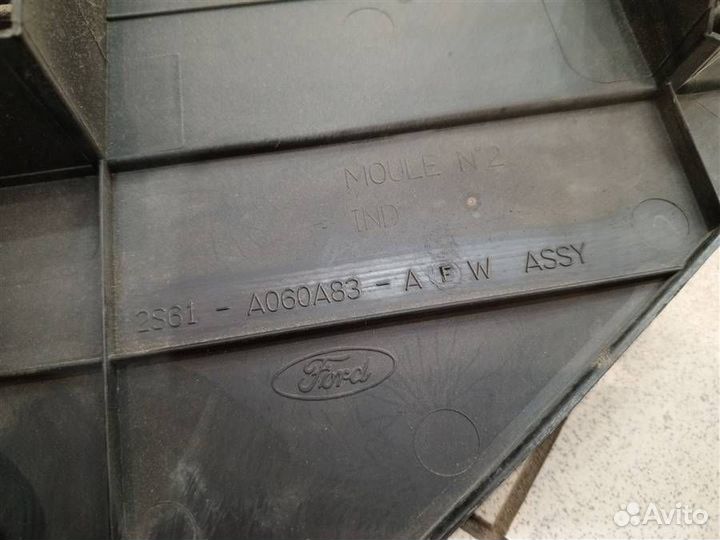 MOULE N°2
IND
2S61 - A060A83 - A F W ASSY
Ford
Avito